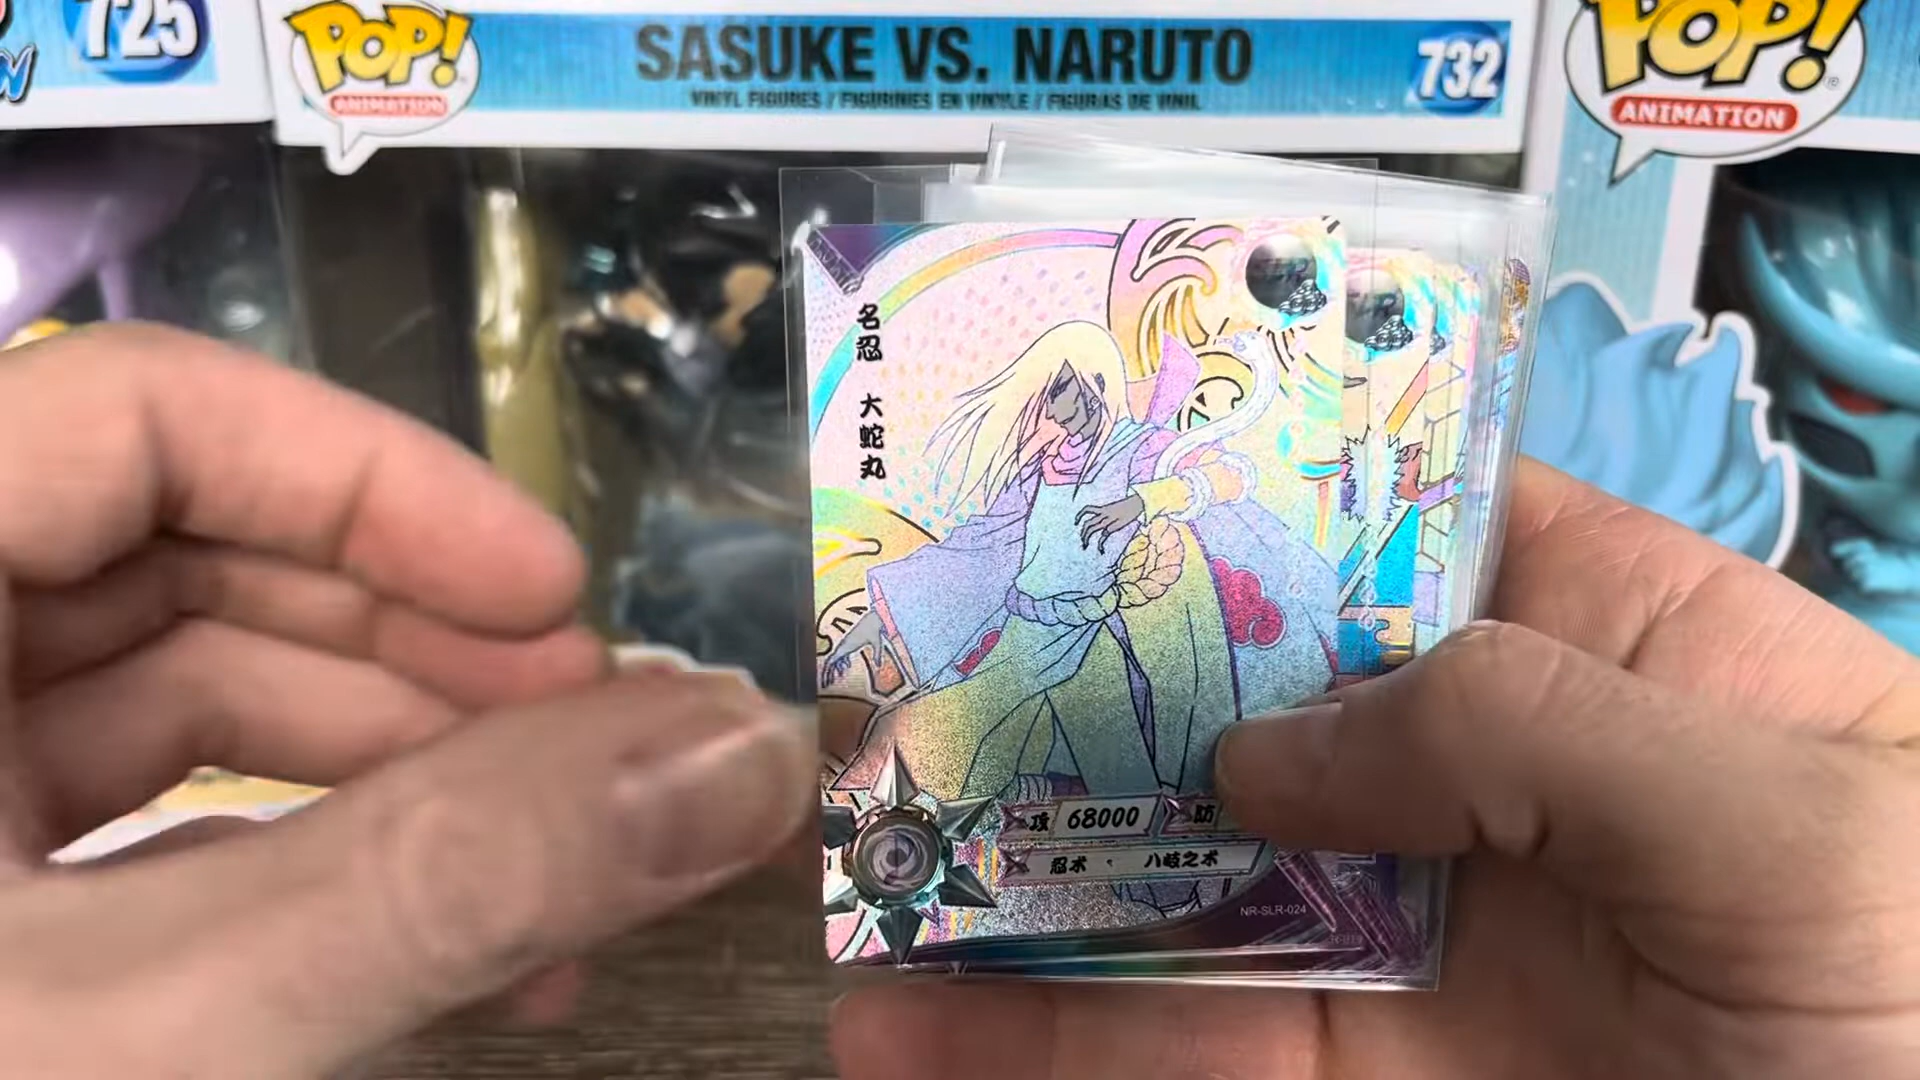 725
POP!
ANIMATION
SASUKE VS. NARUTO
VINYL FIGURES / FIGURINES EN VINYLE / FIGURAS DE VINIL
732
POP!
ANIMATION
名忍 大蛇丸
攻 68000 防
忍术 · 八岐之术
NR-SLR-024